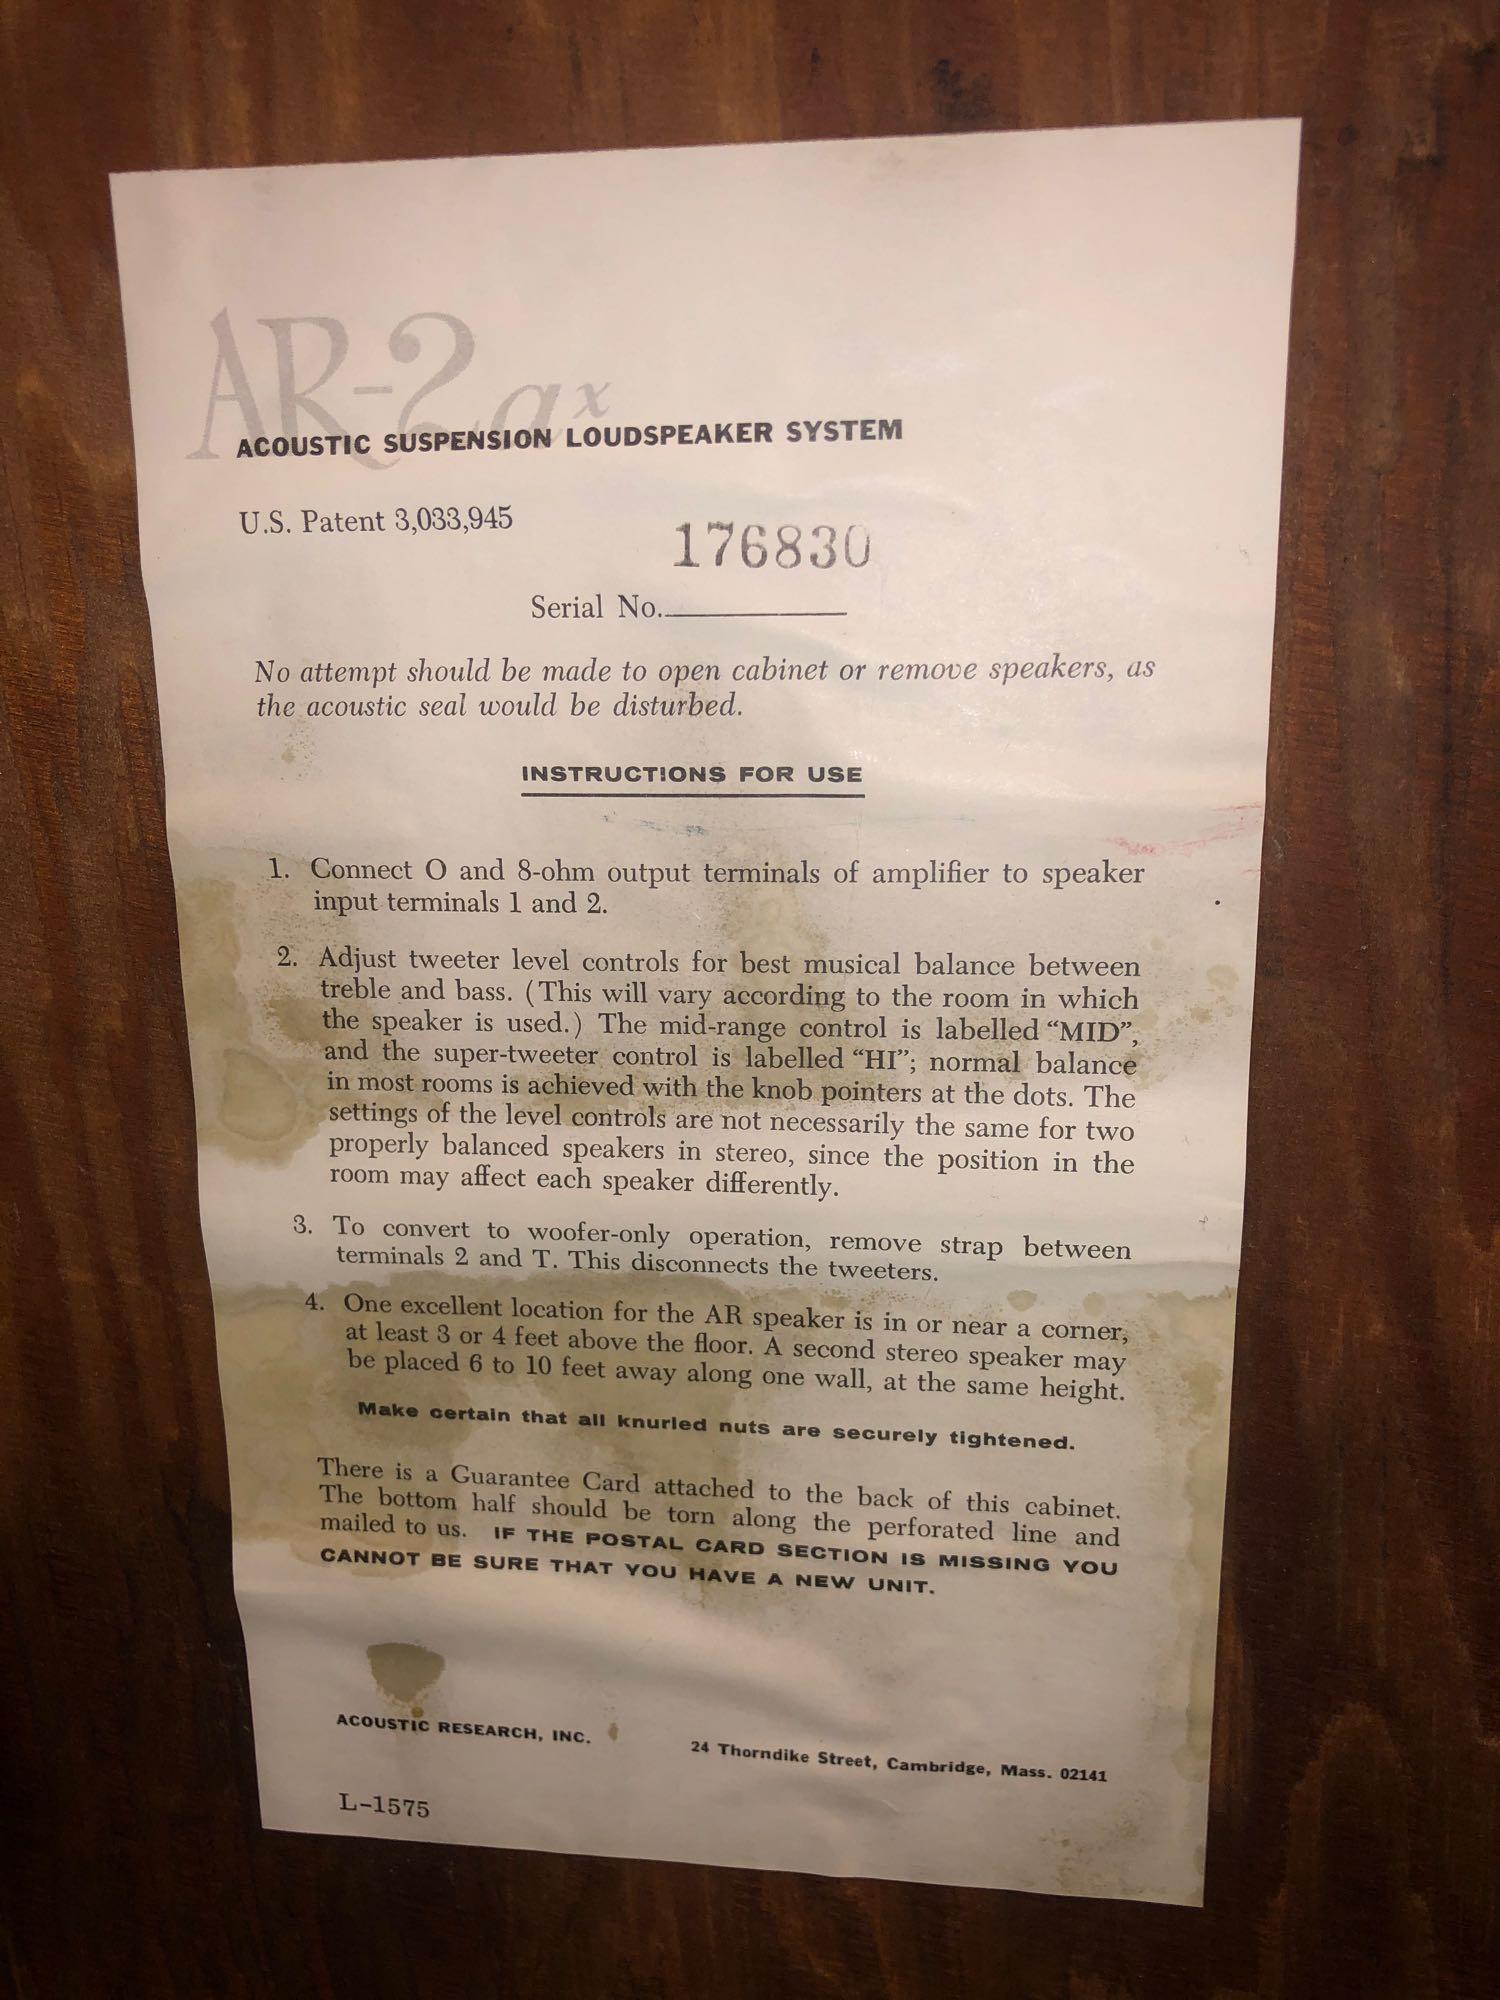 AR-2ax
ACOUSTIC SUSPENSION LOUDSPEAKER SYSTEM
U.S. Patent 3,033,945
176830
Serial No.
No attempt should be made to open cabinet or remove speakers, as
the acoustic seal would be disturbed.
INSTRUCTIONS FOR USE
1. Connect O and 8-ohm output terminals of amplifier to speaker
input terminals 1 and 2.
2. Adjust tweeter level controls for best musical balance between
treble and bass. (This will vary according to the room in which
the speaker is used.) The mid-range control is labelled “MID”,
and the super-tweeter control is labelled “HI”; normal balance
in most rooms is achieved with the knob pointers at the dots. The
settings of the level controls are not necessarily the same for two
properly balanced speakers in stereo, since the position in the
room may affect each speaker differently.
3. To convert to woofer-only operation, remove strap between
terminals 2 and T. This disconnects the tweeters.
4. One excellent location for the AR speaker is in or near a corner,
at least 3 or 4 feet above the floor. A second stereo speaker may
be placed 6 to 10 feet away along one wall, at the same height.
Make certain that all knurled nuts are securely tightened.
There is a Guarantee Card attached to the back of this cabinet.
The bottom half should be torn along the perforated line and
mailed to us. IF THE POSTAL CARD SECTION IS MISSING YOU
CANNOT BE SURE THAT YOU HAVE A NEW UNIT.
ACOUSTIC RESEARCH, INC. 24 Thorndike Street, Cambridge, Mass. 02141
L-1575